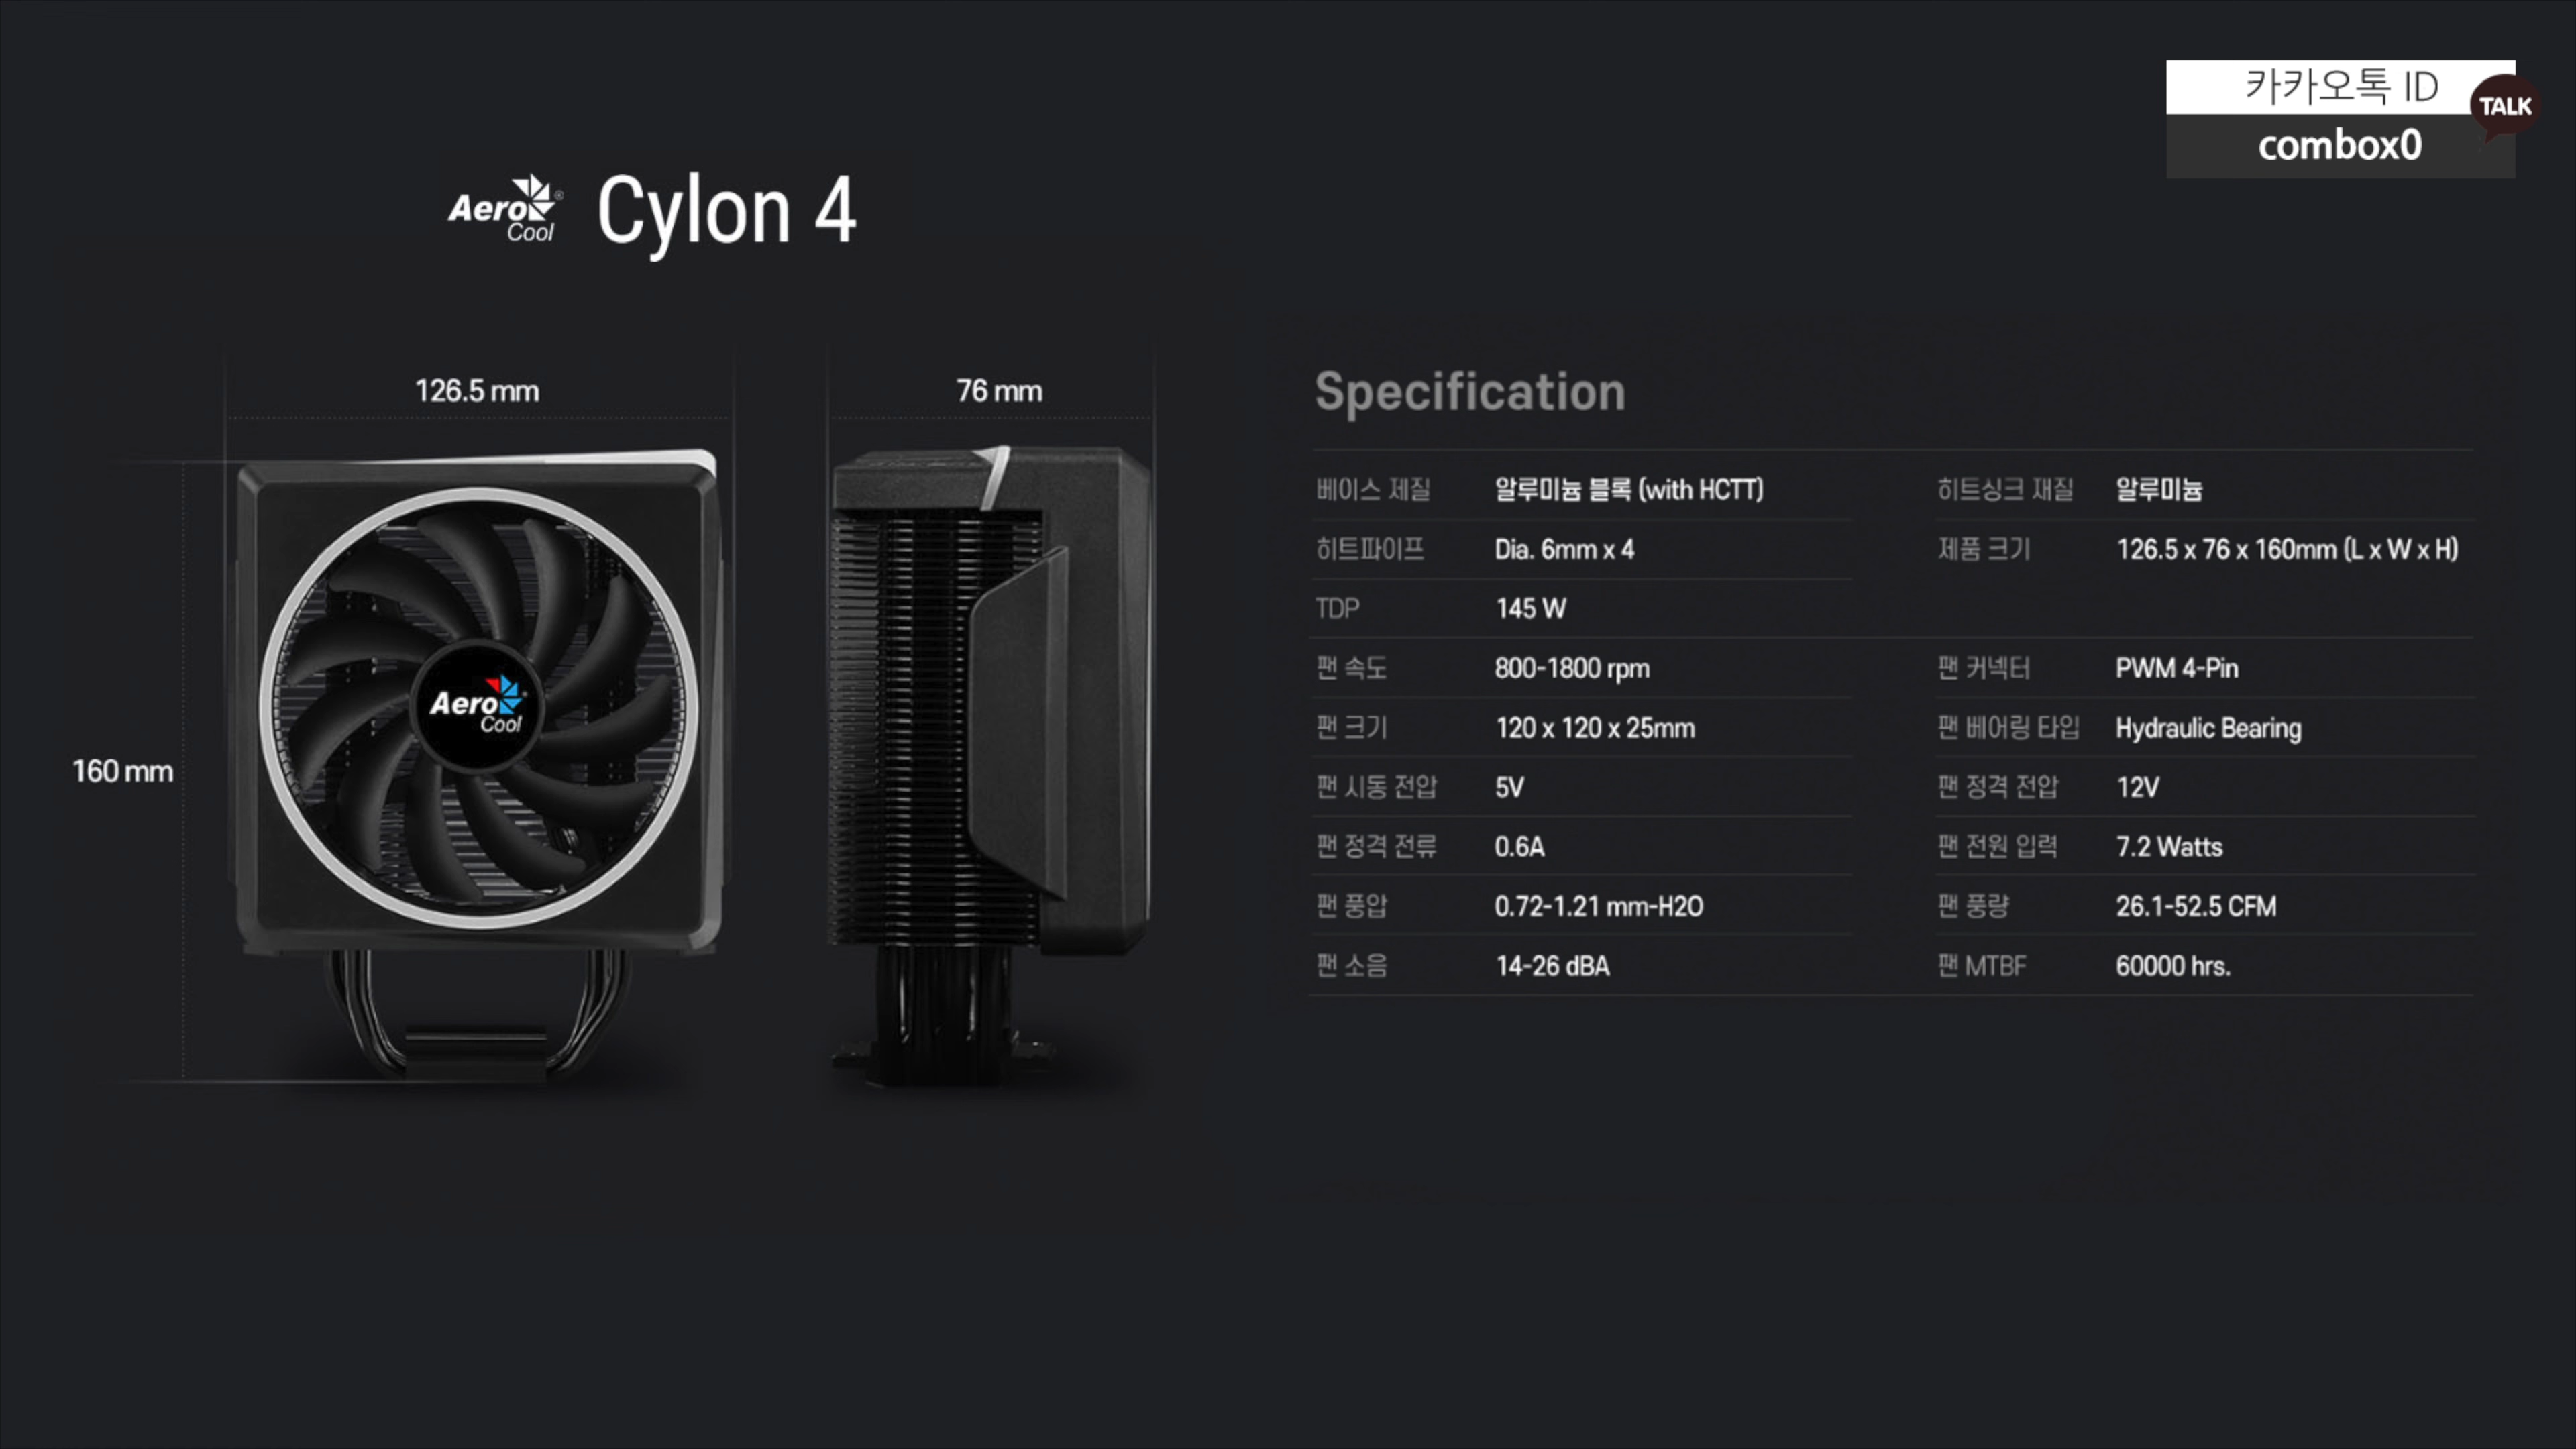 카카오톡 ID
TALK
combox0
AeroCool Cylon 4
126.5 mm
76 mm
160 mm
Aero
Cool
Specification
베이스 제질 알루미늄 블록 (with HCTT) 히트싱크 재질 알루미늄
히트파이프 Dia. 6mm x 4 제품 크기 126.5 x 76 x 160mm (L x W x H)
TDP 145 W
팬 속도 800-1800 rpm 팬 커넥터 PWM 4-Pin
팬 크기 120 x 120 x 25mm 팬 베어링 타입 Hydraulic Bearing
팬 시동 전압 5V 팬 정격 전압 12V
팬 정격 전류 0.6A 팬 전원 입력 7.2 Watts
팬 풍압 0.72-1.21 mm-H2O 팬 풍량 26.1-52.5 CFM
팬 소음 14-26 dBA 팬 MTBF 60000 hrs.